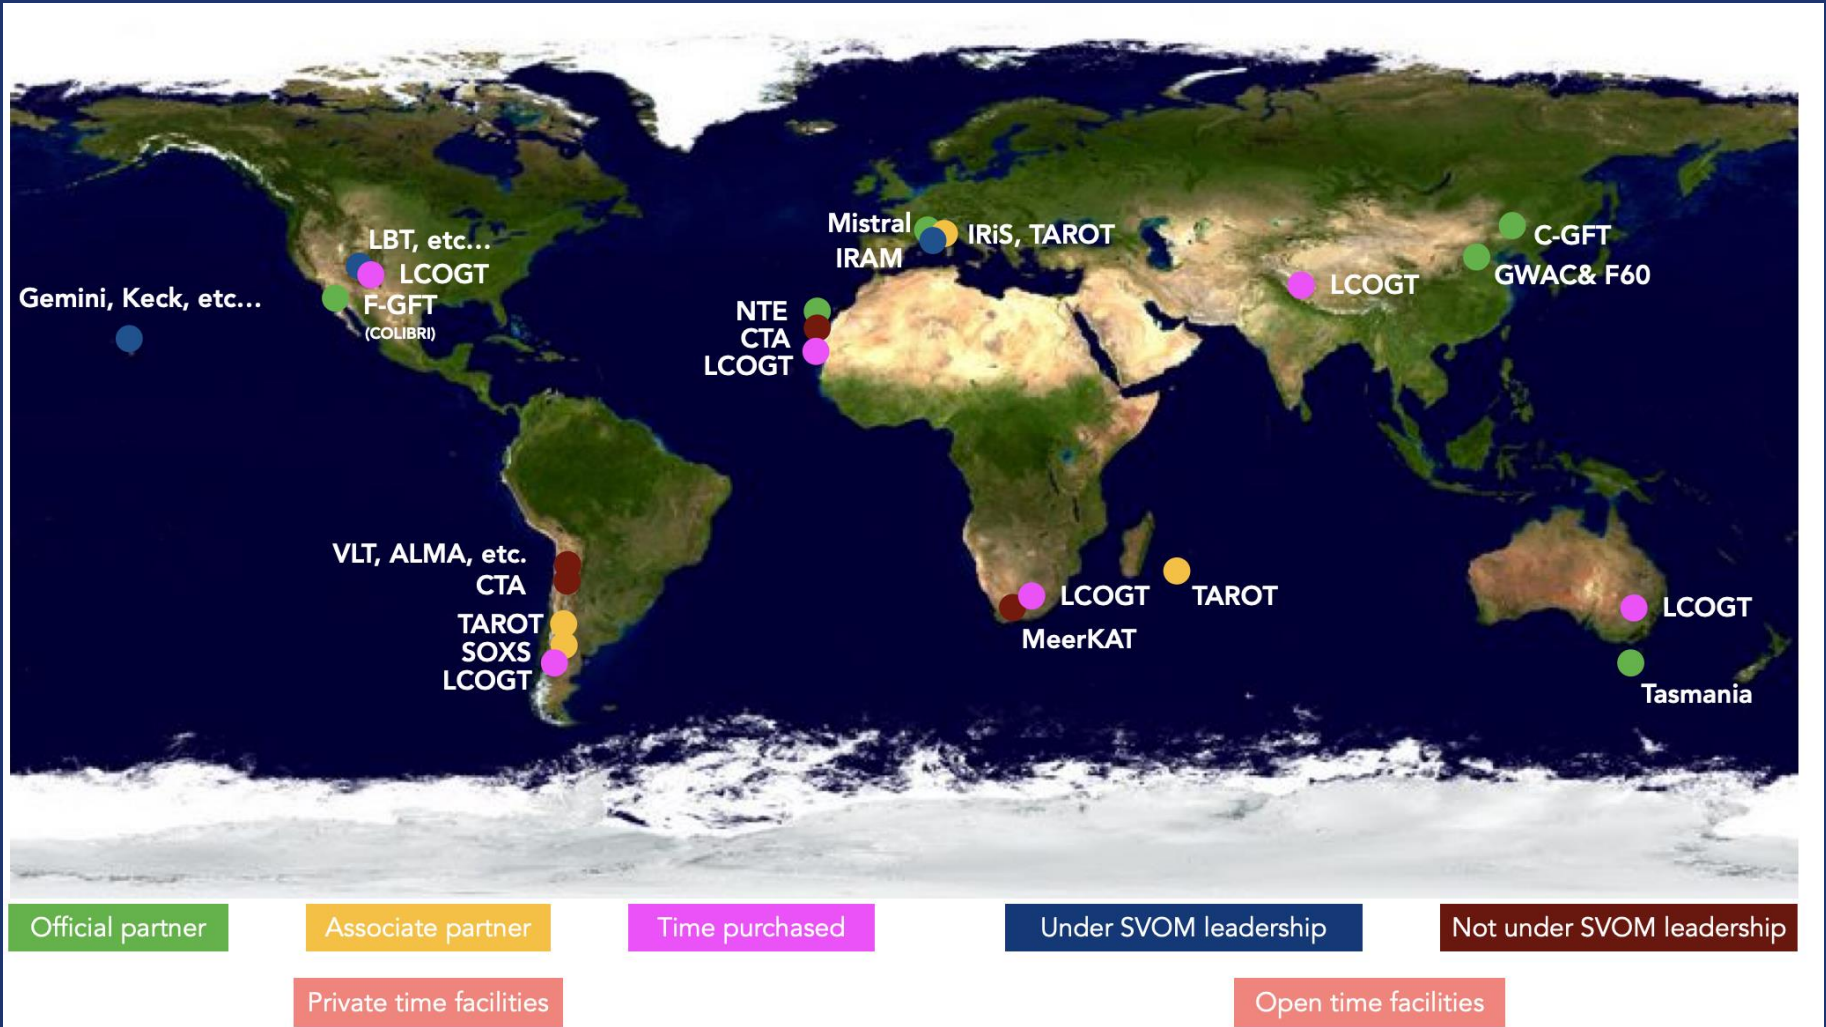 LBT, etc...
LCOGT
Gemini, Keck, etc...
F-GFT
(COLIBRI)
Mistral
IRiS, TAROT
IRAM
C-GFT
GWAC& F60
LCOGT
NTE
CTA
LCOGT
VLT, ALMA, etc.
CTA
TAROT
SOXS
LCOGT
LCOGT
MeerKAT
TAROT
LCOGT
Tasmania
Official partner
Associate partner
Time purchased
Under SVOM leadership
Not under SVOM leadership
Private time facilities
Open time facilities